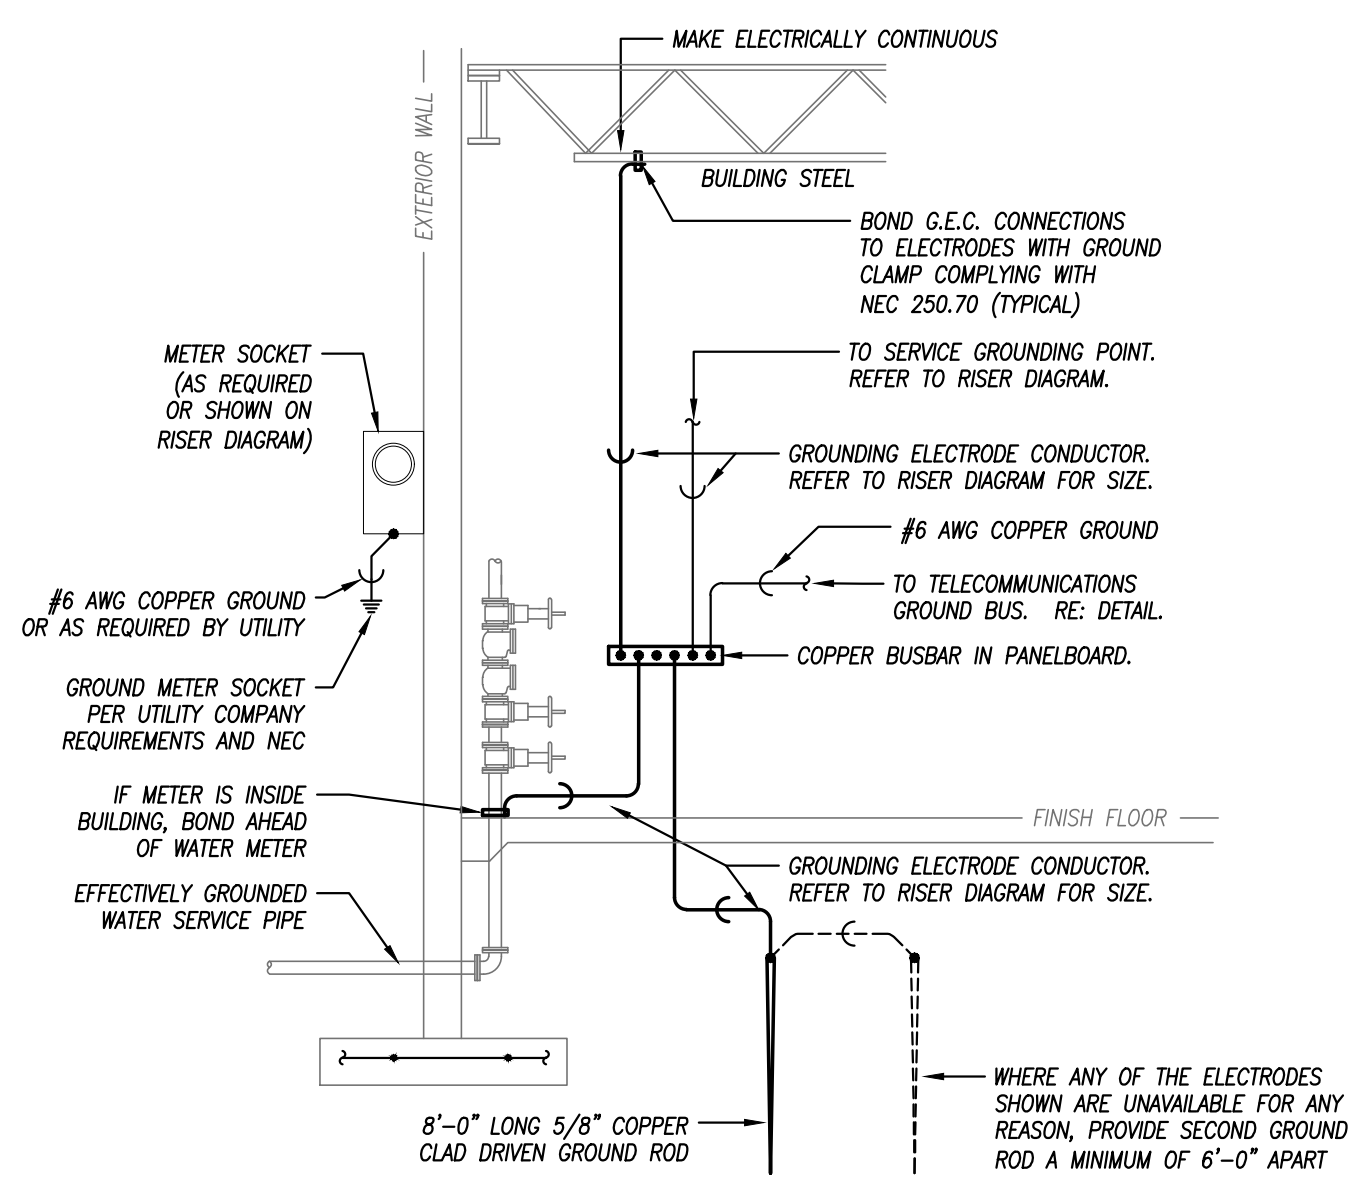 MAKE ELECTRICALLY CONTINUOUS
EXTERIOR WALL
BUILDING STEEL
BOND G.E.C. CONNECTIONS
TO ELECTRODES WITH GROUND
CLAMP COMPLYING WITH
NEC 250.70 (TYPICAL)
METER SOCKET
(AS REQUIRED
OR SHOWN ON
RISER DIAGRAM)
TO SERVICE GROUNDING POINT.
REFER TO RISER DIAGRAM.
GROUNDING ELECTRODE CONDUCTOR.
REFER TO RISER DIAGRAM FOR SIZE.
#6 AWG COPPER GROUND
TO TELECOMMUNICATIONS
GROUND BUS. RE: DETAIL.
#6 AWG COPPER GROUND
OR AS REQUIRED BY UTILITY
COPPER BUSBAR IN PANELBOARD.
GROUND METER SOCKET
PER UTILITY COMPANY
REQUIREMENTS AND NEC
IF METER IS INSIDE
BUILDING, BOND AHEAD
OF WATER METER
FINISH FLOOR
GROUNDING ELECTRODE CONDUCTOR.
REFER TO RISER DIAGRAM FOR SIZE.
EFFECTIVELY GROUNDED
WATER SERVICE PIPE
WHERE ANY OF THE ELECTRODES
SHOWN ARE UNAVAILABLE FOR ANY
REASON, PROVIDE SECOND GROUND
ROD A MINIMUM OF 6'-0" APART
8'-0" LONG 5/8" COPPER
CLAD DRIVEN GROUND ROD